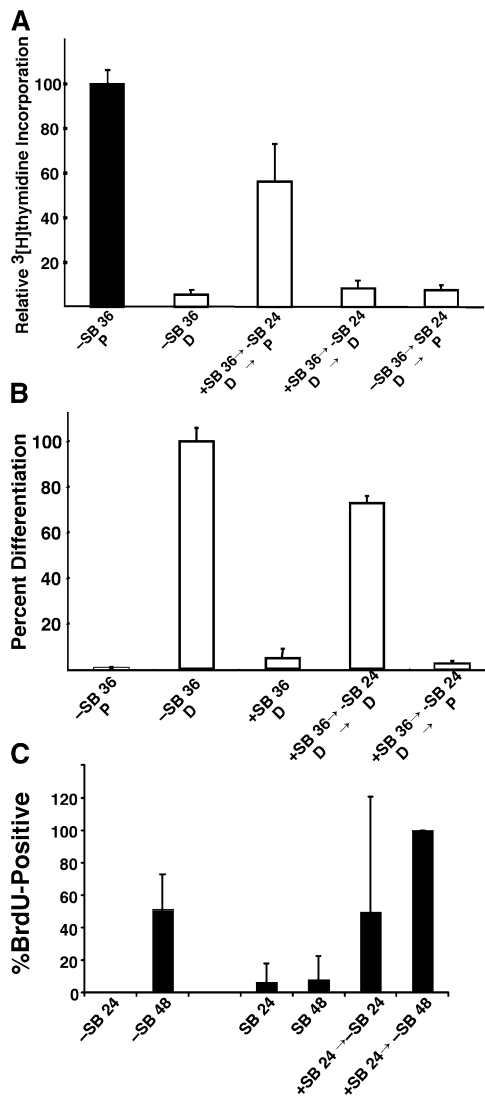 A
Relative ³[H]thymidine Incorporation
100
80
60
40
20
–SB 36
P
–SB 36
D
+SB 36→ -SB 24
D → P
+SB 36→ -SB 24
D → D
–SB 36→ SB 24
D → P
B
Percent Differentiation
100
80
60
40
20
–SB 36
P
–SB 36
D
+SB 36
D
+SB 36→ -SB 24
D → D
+SB 36→ -SB 24
D → P
C
%BrdU-Positive
120
100
80
60
40
20
0
–SB 24
–SB 48
SB 24
SB 48
+SB 24→–SB 24
+SB 24→ –SB 48